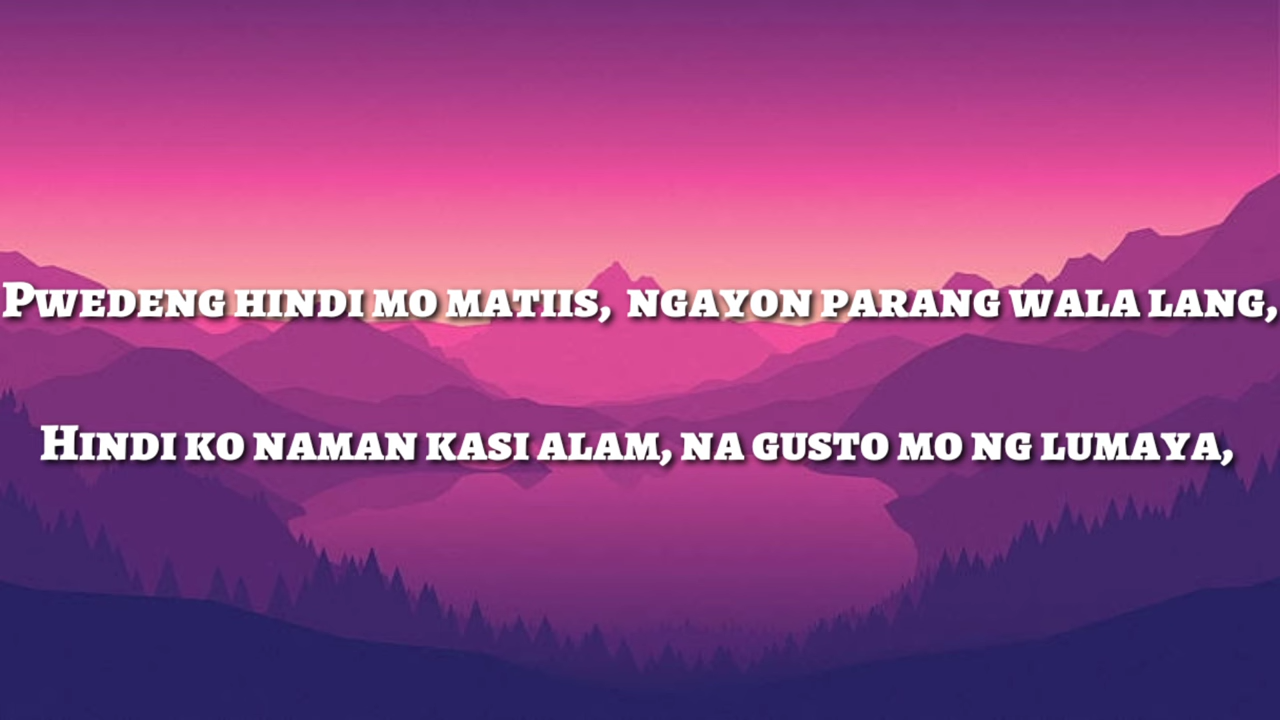 Pwedeng hindi mo matiis, ngayon parang wala lang,
Hindi ko naman kasi alam, na gusto mo ng lumaya,